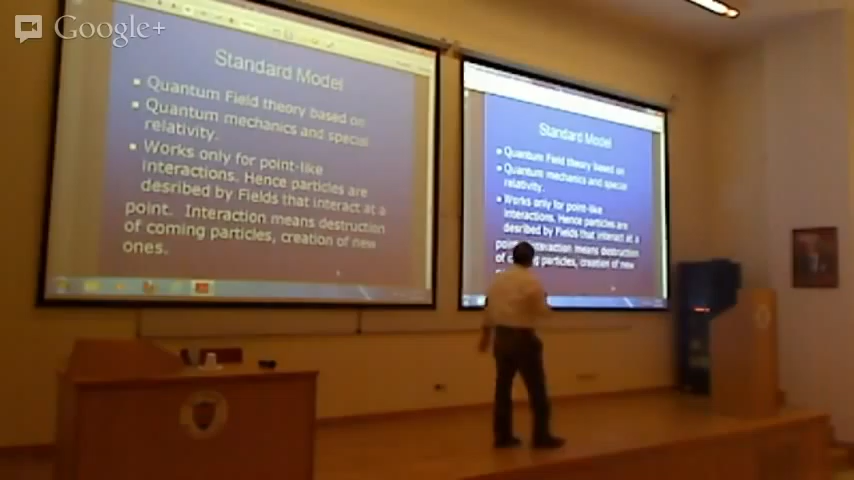 Google+
Standard Model
Quantum Field theory based on
Quantum mechanics and special
relativity.
Works only for point-like
interactions. Hence particles are
desribed by Fields that interact at a
point. Interaction means destruction
of coming particles, creation of new
ones.
Standard Model
Quantum Field theory based on
Quantum mechanics and special
relativity.
Works only for point-like
interactions. Hence particles are
desribed by Fields that interact at a
point. Interaction means destruction
of coming particles, creation of new